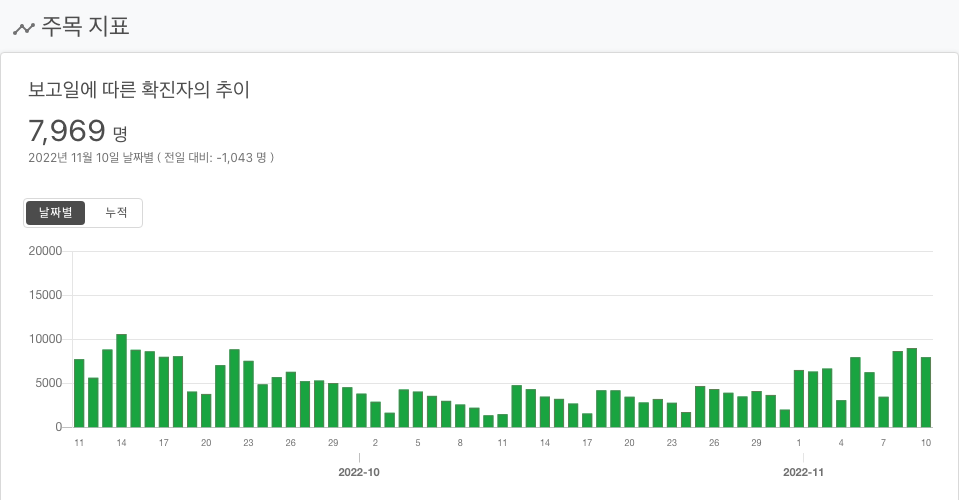 주목 지표
보고일에 따른 확진자의 추이
7,969 명
2022년 11월 10일 날짜별 ( 전일 대비: -1,043 명 )
날짜별 누적
20000
15000
10000
5000
0
11 14 17 20 23 26 29 2 5 8 11 14 17 20 23 26 29 1 4 7 10
2022-10 2022-11